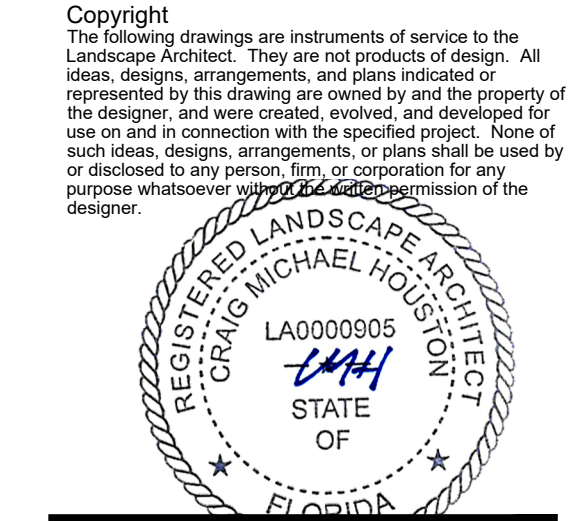 Copyright
The following drawings are instruments of service to the
Landscape Architect.  They are not products of design.  All
ideas, designs, arrangements, and plans indicated or
represented by this drawing are owned by and the property of
the designer, and were created, evolved, and developed for
use on and in connection with the specified project.  None of
such ideas, designs, arrangements, or plans shall be used by
or disclosed to any person, firm, or corporation for any
purpose whatsoever without the written permission of the
designer.
REGISTERED LANDSCAPE ARCHITECT
CRAIG MICHAEL HOUSTON
LA0000905
STATE
OF
FLORIDA